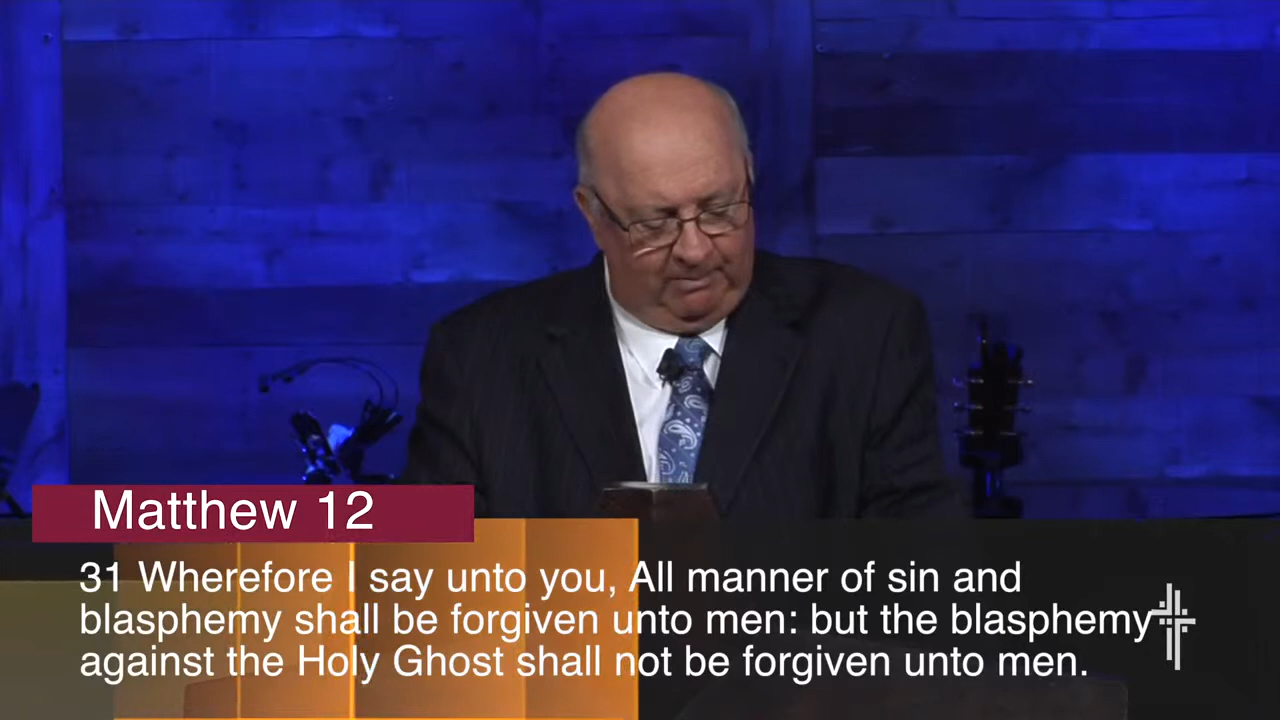 Matthew 12
31 Wherefore I say unto you, All manner of sin and
blasphemy shall be forgiven unto men: but the blasphemy
against the Holy Ghost shall not be forgiven unto men.